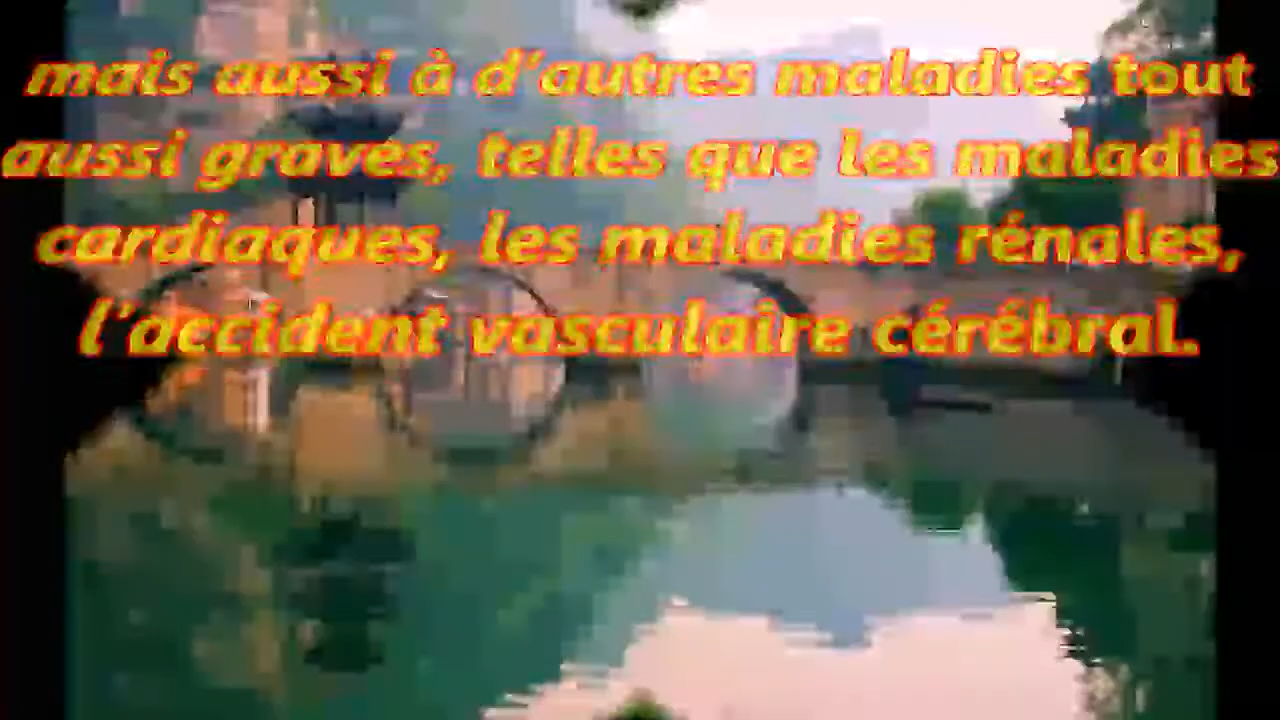 mais aussi à d'autres maladies tout
aussi graves, telles que les maladies
cardiaques, les maladies rénales,
l'accident vasculaire cérébral.